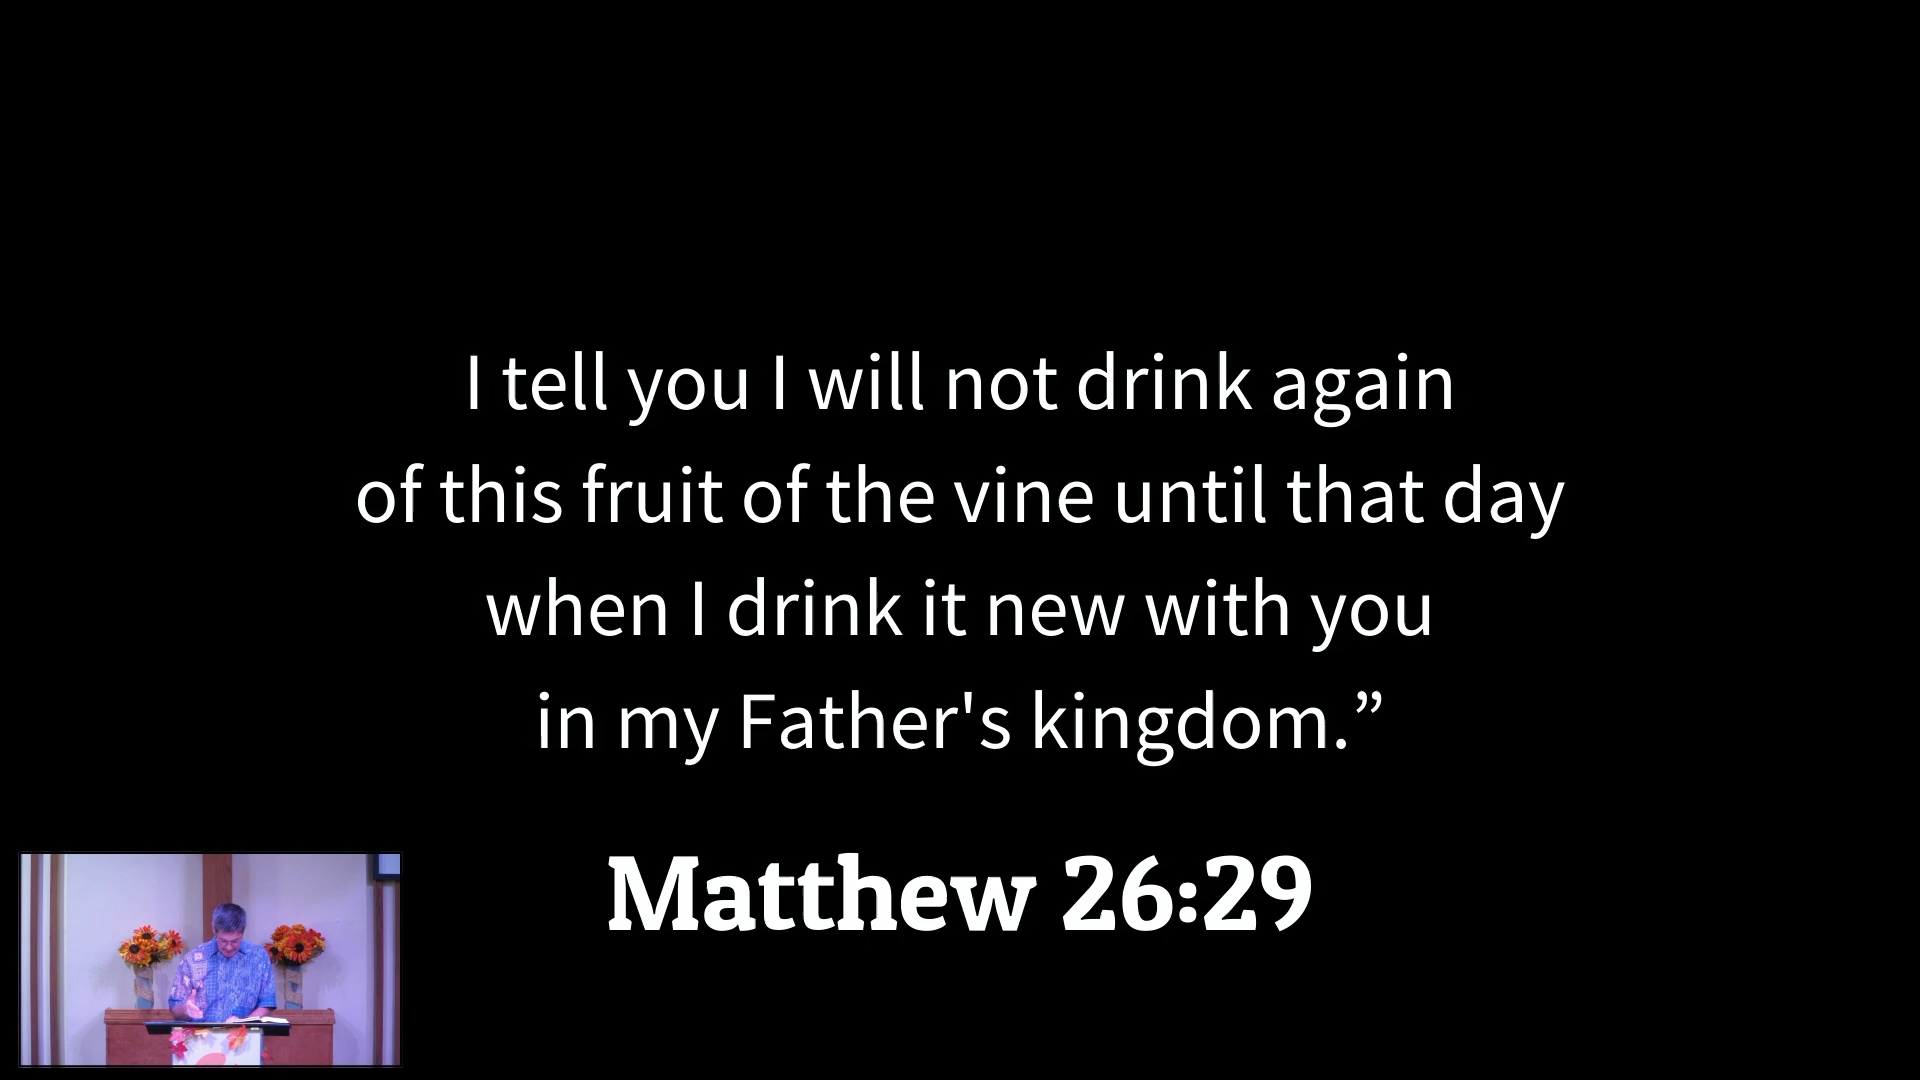 I tell you I will not drink again
of this fruit of the vine until that day
when I drink it new with you
in my Father's kingdom.”
Matthew 26:29